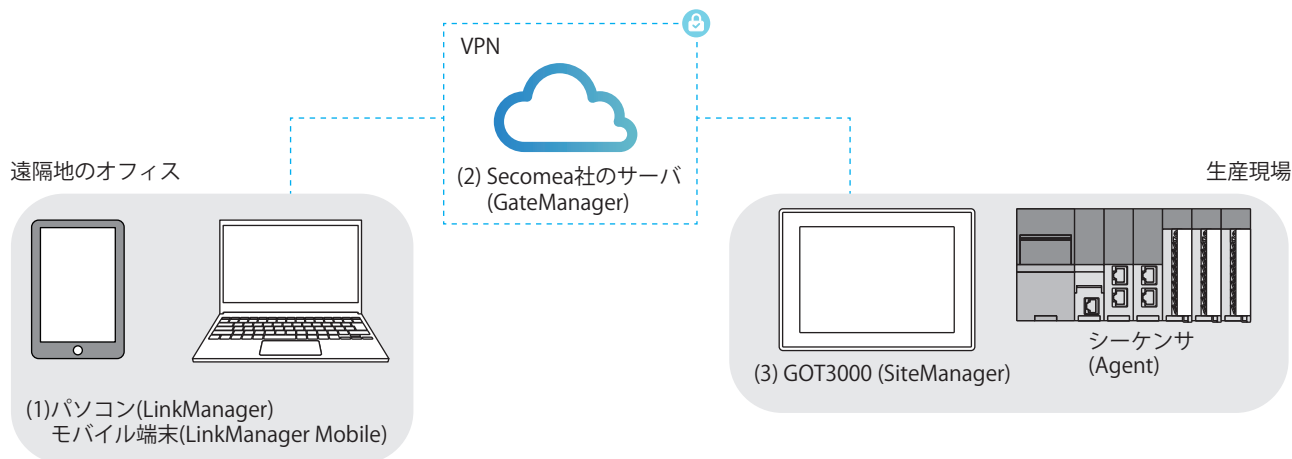 VPN
(2) Secomea社のサーバ
(GateManager)
遠隔地のオフィス
(1)パソコン(LinkManager)
モバイル端末(LinkManager Mobile)
生産現場
(3) GOT3000 (SiteManager)
シーケンサ
(Agent)